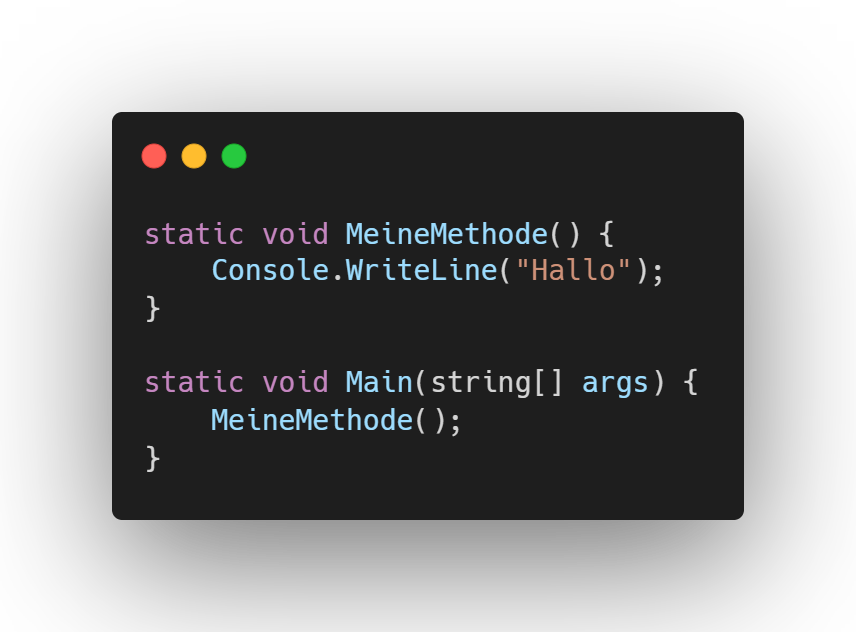 static void MeineMethode() {
    Console.WriteLine("Hallo");
}

static void Main(string[] args) {
    MeineMethode();
}